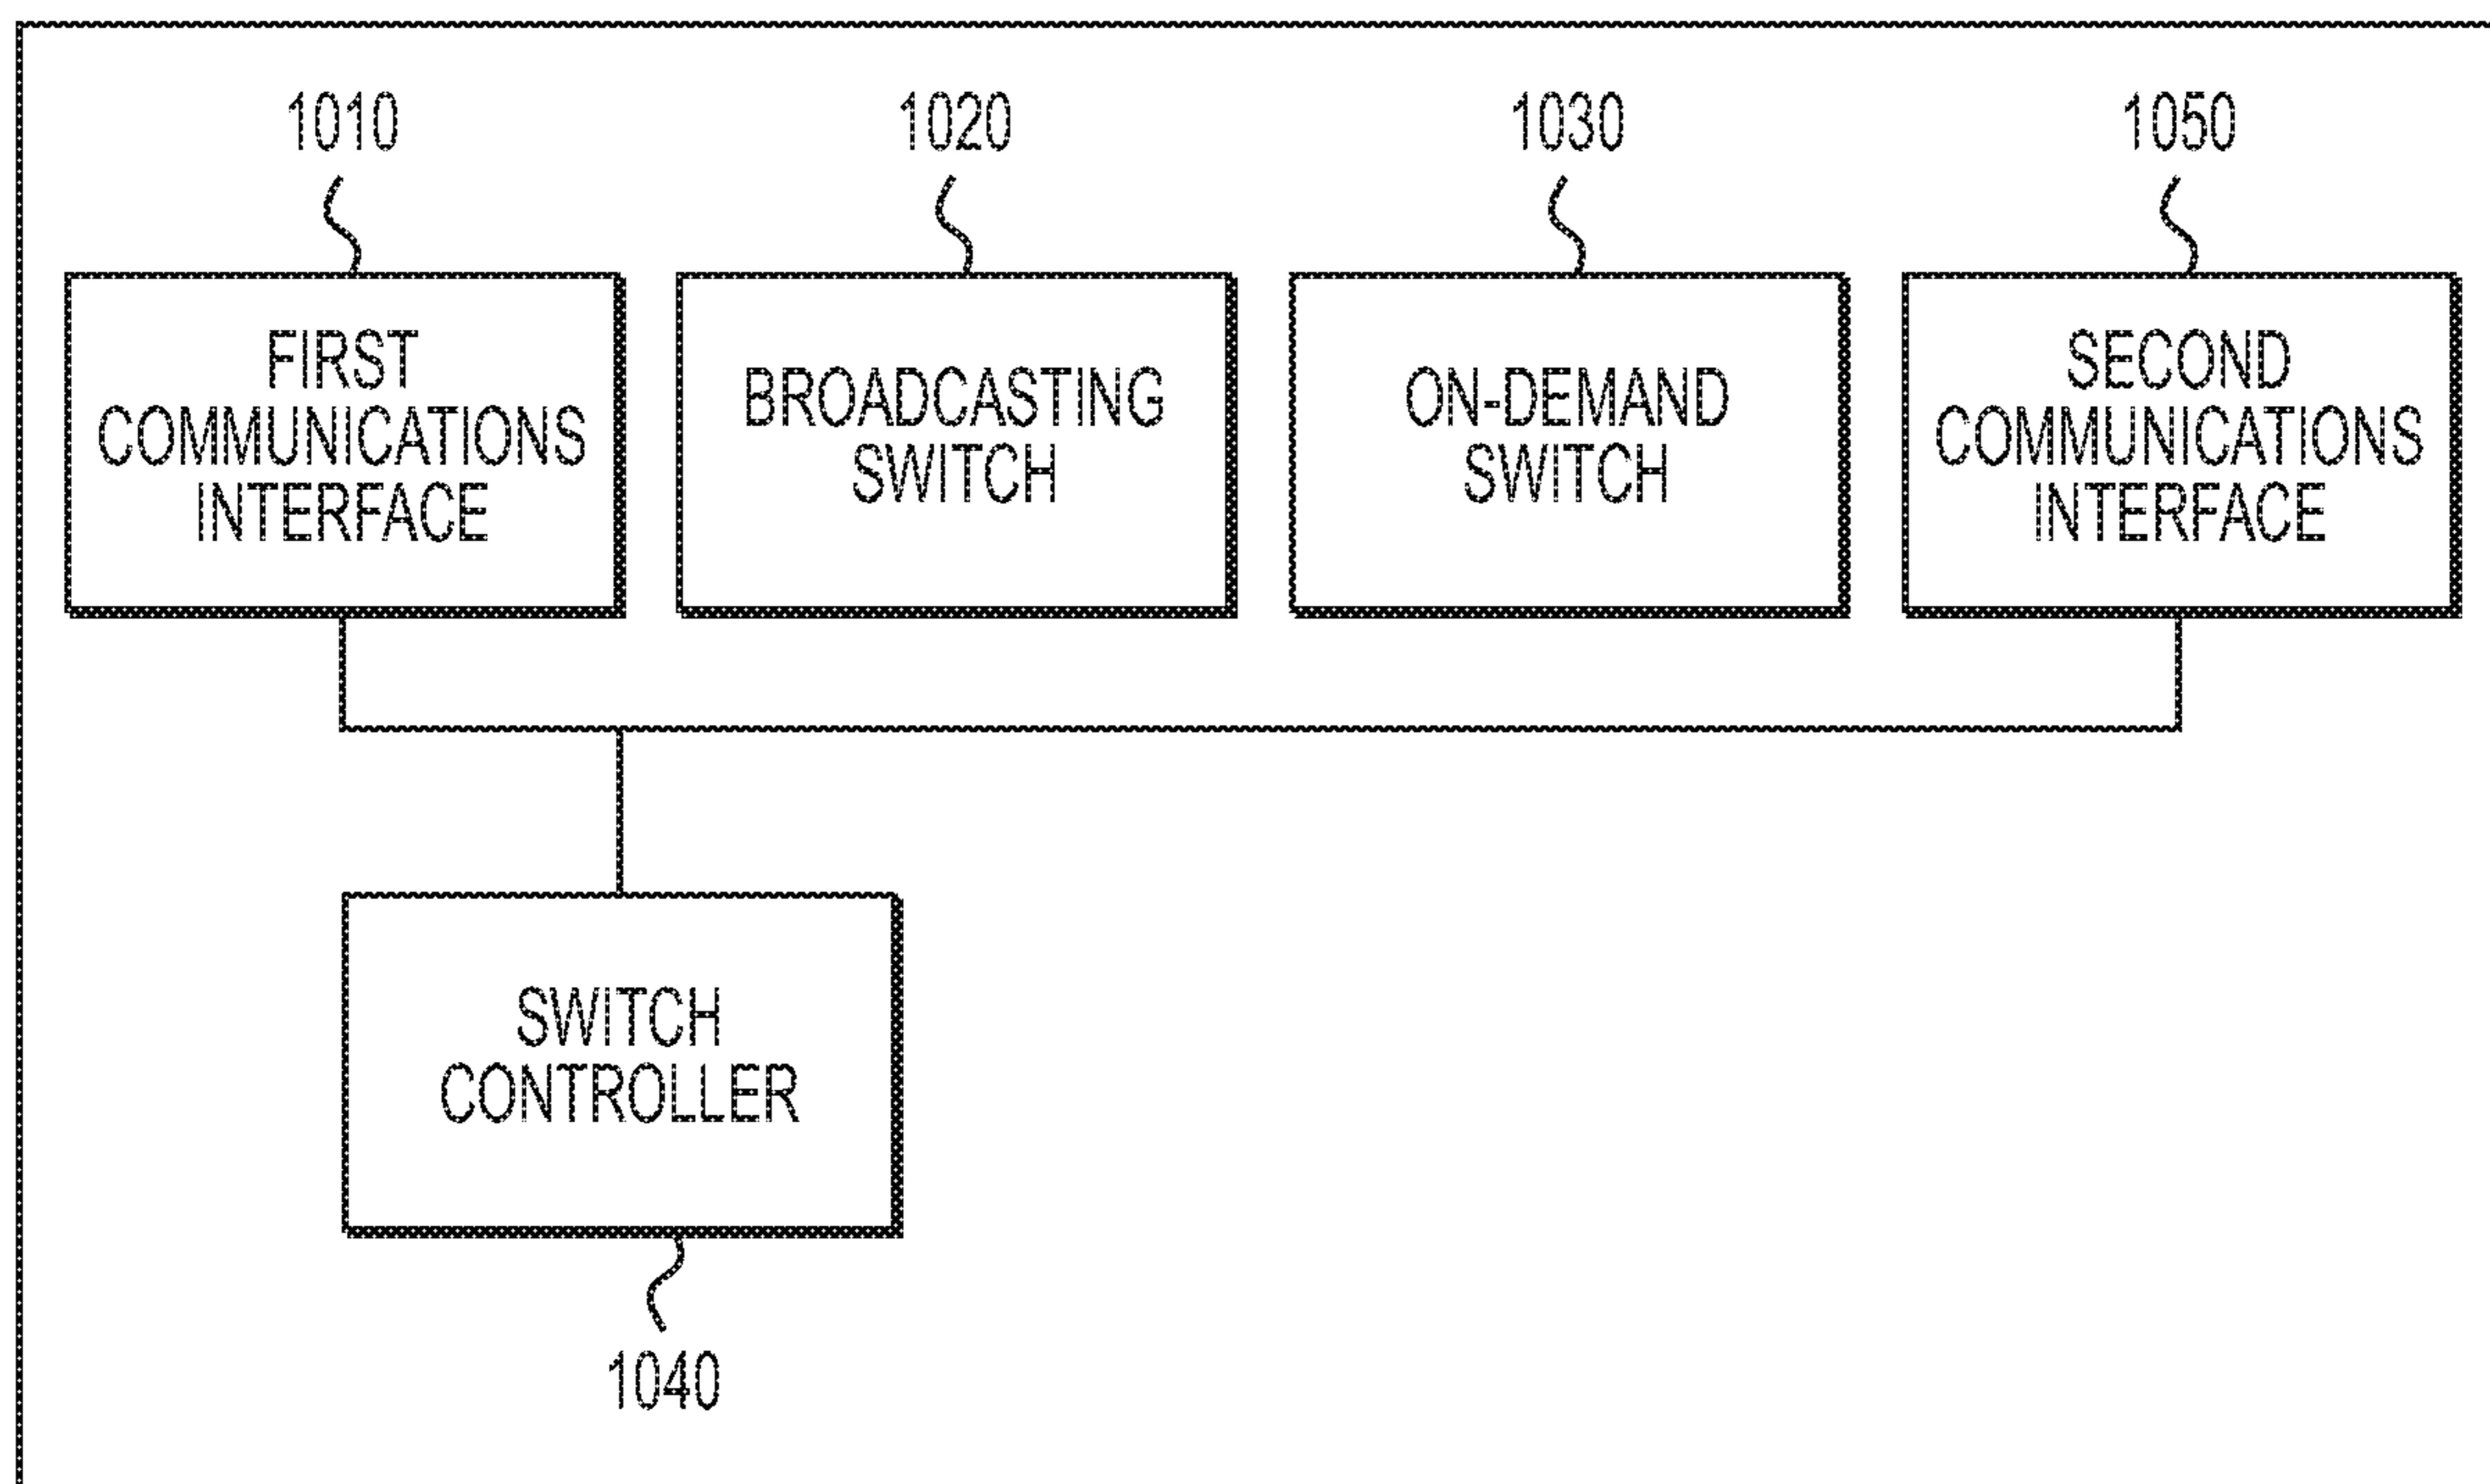 1010
1020
1030
1050
FIRST
COMMUNICATIONS
INTERFACE
BROADCASTING
SWITCH
ON-DEMAND
SWITCH
SECOND
COMMUNICATIONS
INTERFACE
SWITCH
CONTROLLER
1040